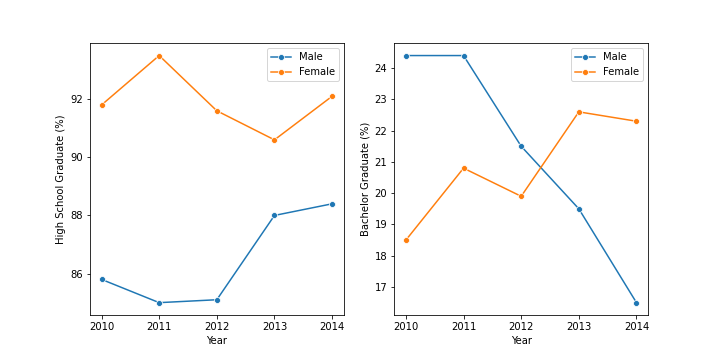 High School Graduate (%)
92
90
88
86
Male
Female
2010 2011 2012 2013 2014
Year
Bachelor Graduate (%)
24
23
22
21
20
19
18
17
Male
Female
2010 2011 2012 2013 2014
Year